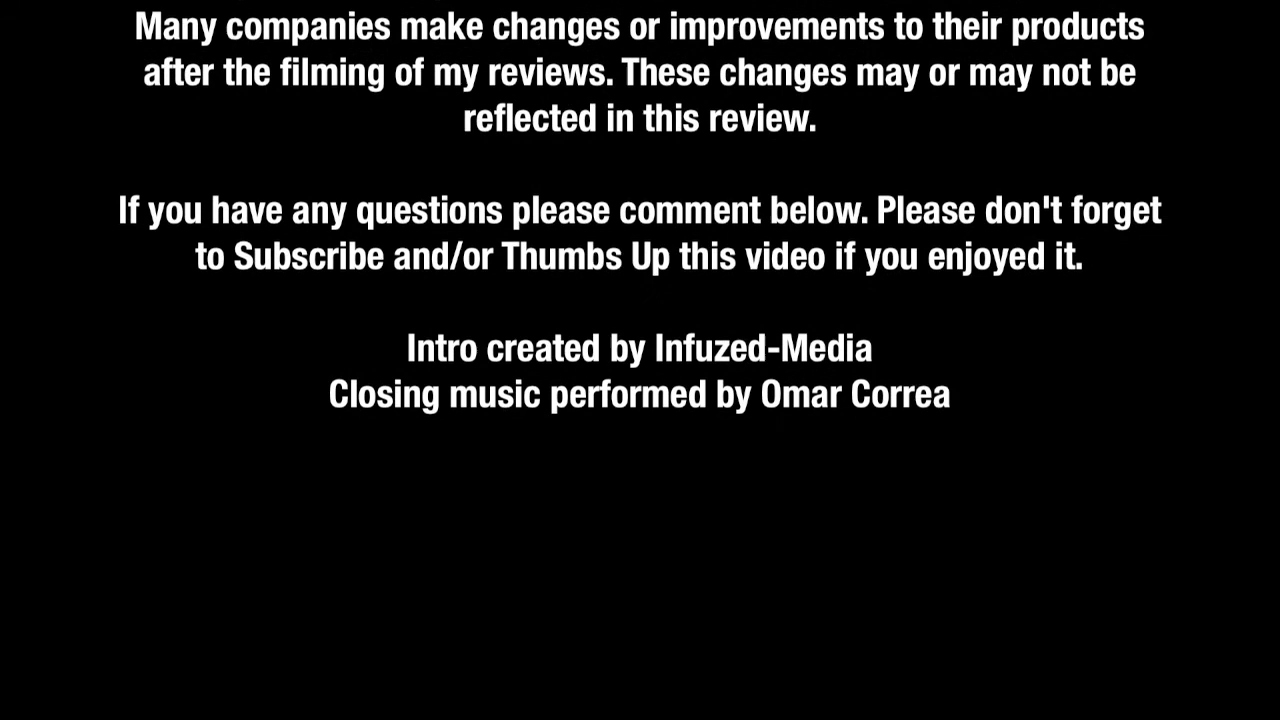 Many companies make changes or improvements to their products
after the filming of my reviews. These changes may or may not be
reflected in this review.
If you have any questions please comment below. Please don't forget
to Subscribe and/or Thumbs Up this video if you enjoyed it.
Intro created by Infuzed-Media
Closing music performed by Omar Correa